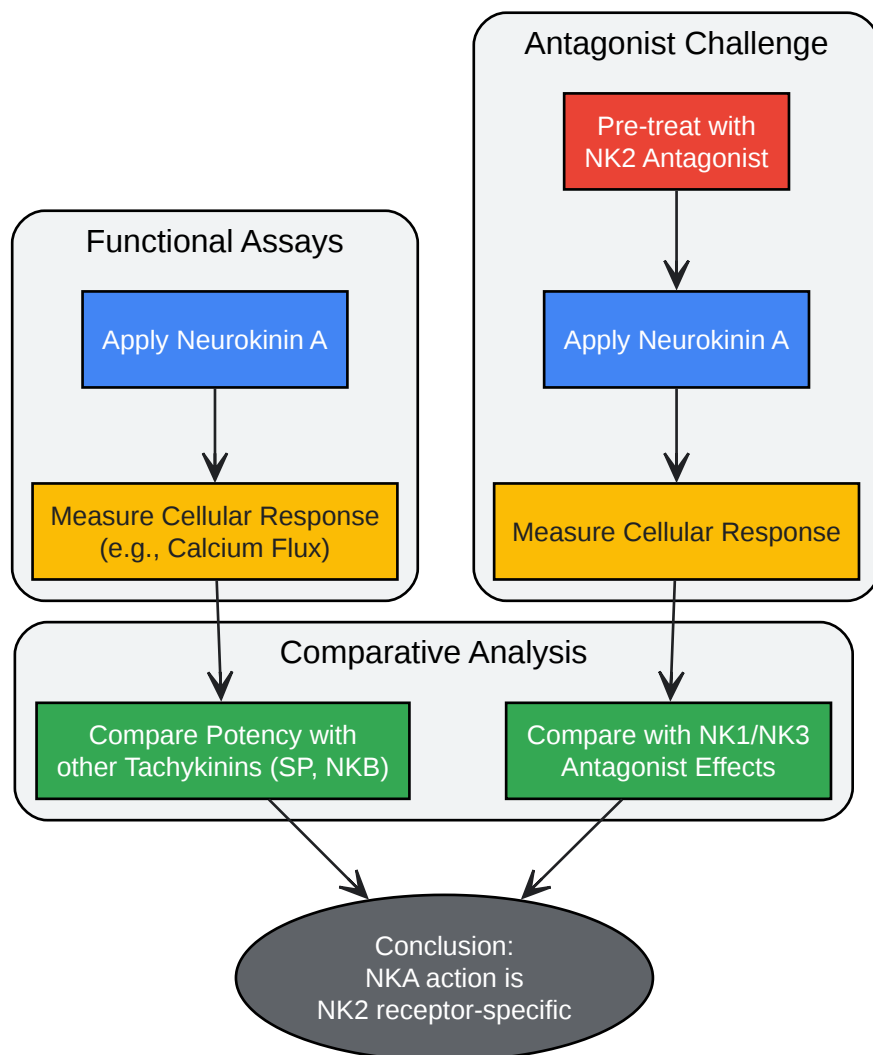 Antagonist Challenge
Pre-treat with
NK2 Antagonist
Functional Assays
Apply Neurokinin A
Apply Neurokinin A
Measure Cellular Response
(e.g., Calcium Flux)
Measure Cellular Response
Comparative Analysis
Compare Potency with
other Tachykinins (SP, NKB)
Compare with NK1/NK3
Antagonist Effects
Conclusion:
NKA action is
NK2 receptor-specific